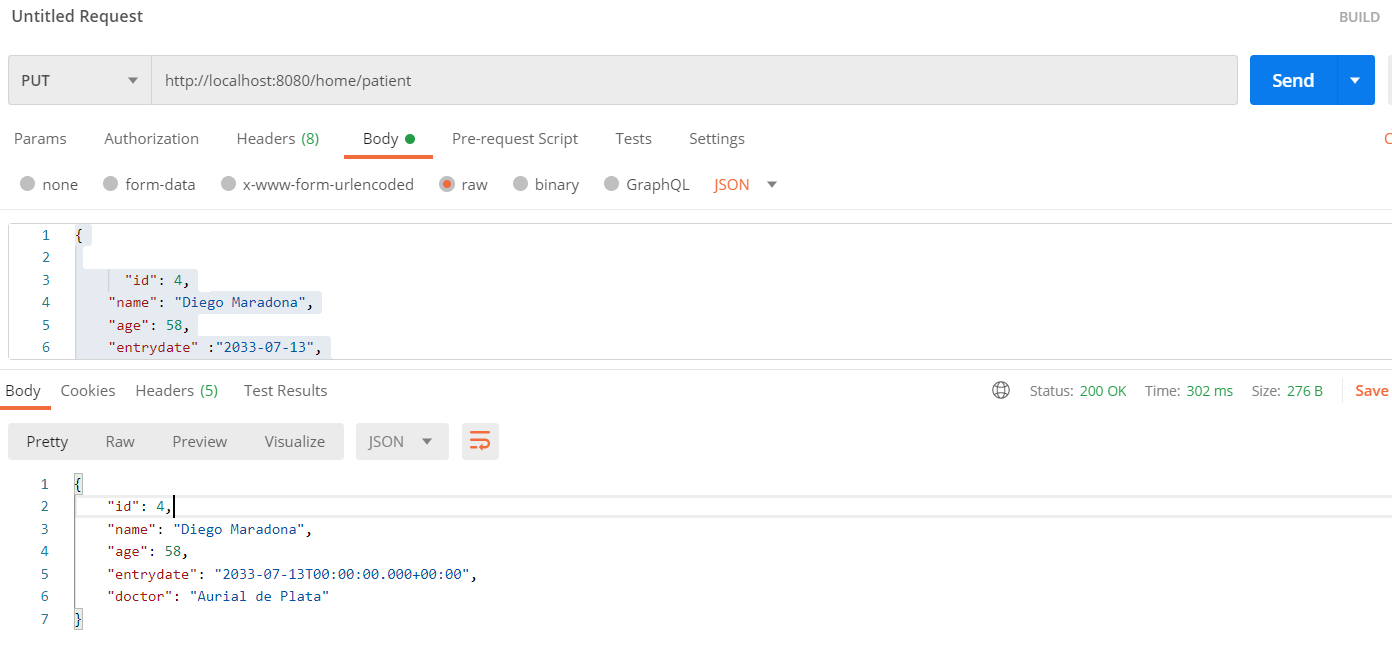 Untitled Request BUILD
PUT http://localhost:8080/home/patient Send
Params Authorization Headers (8) Body Pre-request Script Tests Settings
none form-data x-www-form-urlencoded raw binary GraphQL JSON
1 {
2
3 "id": 4,
4 "name": "Diego Maradona",
5 "age": 58,
6 "entrydate" :"2033-07-13",
Body Cookies Headers (5) Test Results Status: 200 OK Time: 302 ms Size: 276 B Save
Pretty Raw Preview Visualize JSON
1 {
2 "id": 4,
3 "name": "Diego Maradona",
4 "age": 58,
5 "entrydate": "2033-07-13T00:00:00.000+00:00",
6 "doctor": "Aurial de Plata"
7 }